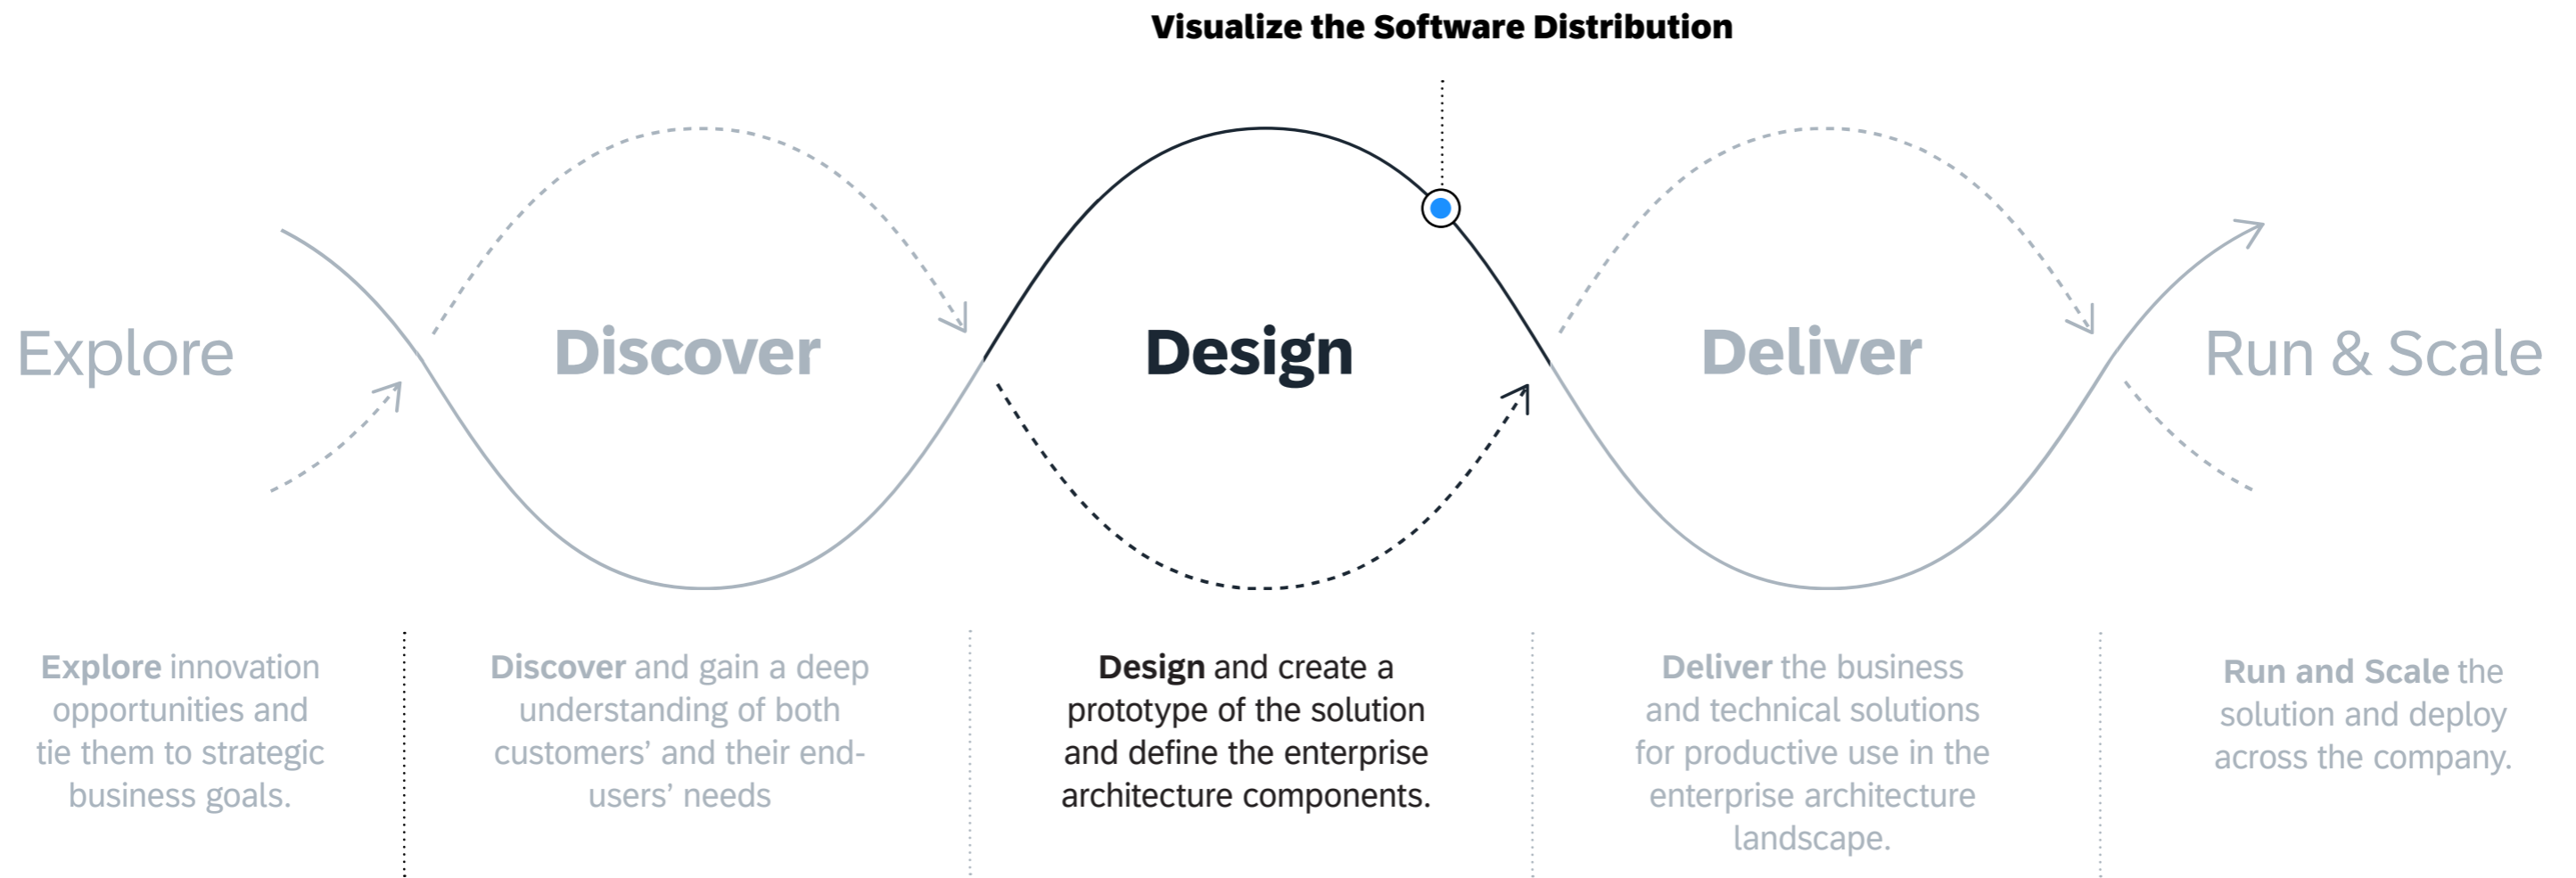 Visualize the Software Distribution
Explore
Discover
Design
Deliver
Run & Scale
Explore innovation
opportunities and
tie them to strategic
business goals.
Discover and gain a deep
understanding of both
customers’ and their end-
users’ needs
Design and create a
prototype of the solution
and define the enterprise
architecture components.
Deliver the business
and technical solutions
for productive use in the
enterprise architecture
landscape.
Run and Scale the
solution and deploy
across the company.